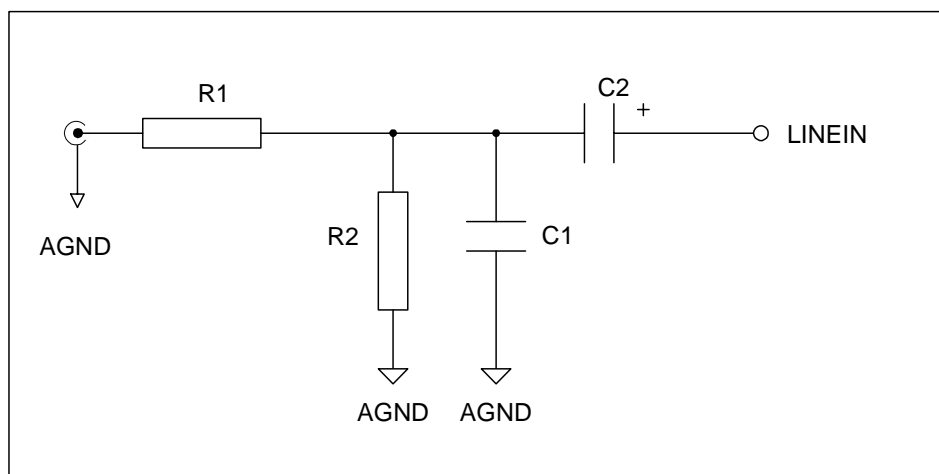 R1
C2
+
LINEIN
AGND
R2
C1
AGND
AGND